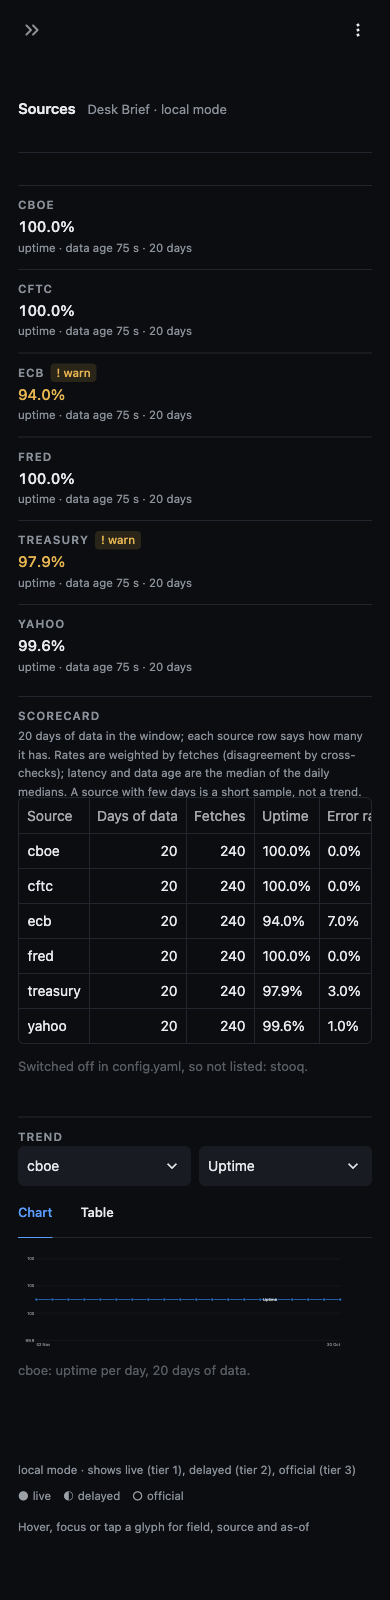 Sources Desk Brief · local mode
CBOE
100.0%
uptime · data age 75 s · 20 days
CFTC
100.0%
uptime · data age 75 s · 20 days
ECB ! warn
94.0%
uptime · data age 75 s · 20 days
FRED
100.0%
uptime · data age 75 s · 20 days
TREASURY ! warn
97.9%
uptime · data age 75 s · 20 days
YAHOO
99.6%
uptime · data age 75 s · 20 days
SCORECARD
20 days of data in the window; each source row says how many
it has. Rates are weighted by fetches (disagreement by cross-
checks); latency and data age are the median of the daily
medians. A source with few days is a short sample, not a trend.
Source Days of data Fetches Uptime Error ra
cboe 20 240 100.0% 0.0%
cftc 20 240 100.0% 0.0%
ecb 20 240 94.0% 7.0%
fred 20 240 100.0% 0.0%
treasury 20 240 97.9% 3.0%
yahoo 20 240 99.6% 1.0%
Switched off in config.yaml, so not listed: stooq.
TREND
cboe Uptime
Chart Table
100
100
Uptime
100
99.9
30 Oct
cboe: uptime per day, 20 days of data.
local mode · shows live (tier 1), delayed (tier 2), official (tier 3)
live delayed official
Hover, focus or tap a glyph for field, source and as-of